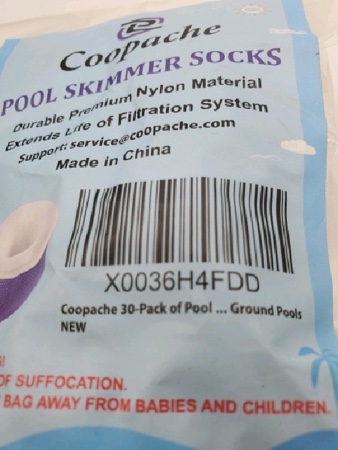 Coopache
POOL SKIMMER SOCKS
Durable Premium Nylon Material
Extends Life of Filtration System
Support: service@coopache.com
Made in China
X0036H4FDD
Coopache 30-Pack of Pool ... Ground Pools
NEW
OF SUFFOCATION.
BAG AWAY FROM BABIES AND CHILDREN.